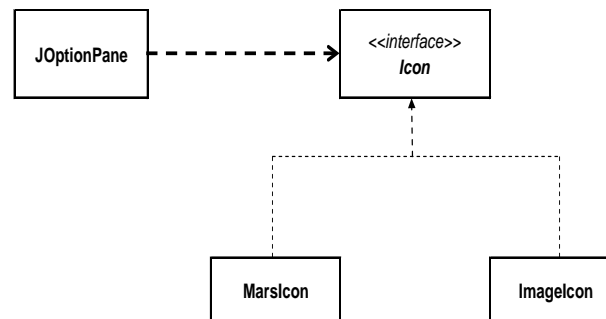 JOptionPane
<<interface>>
Icon
MarsIcon
ImageIcon